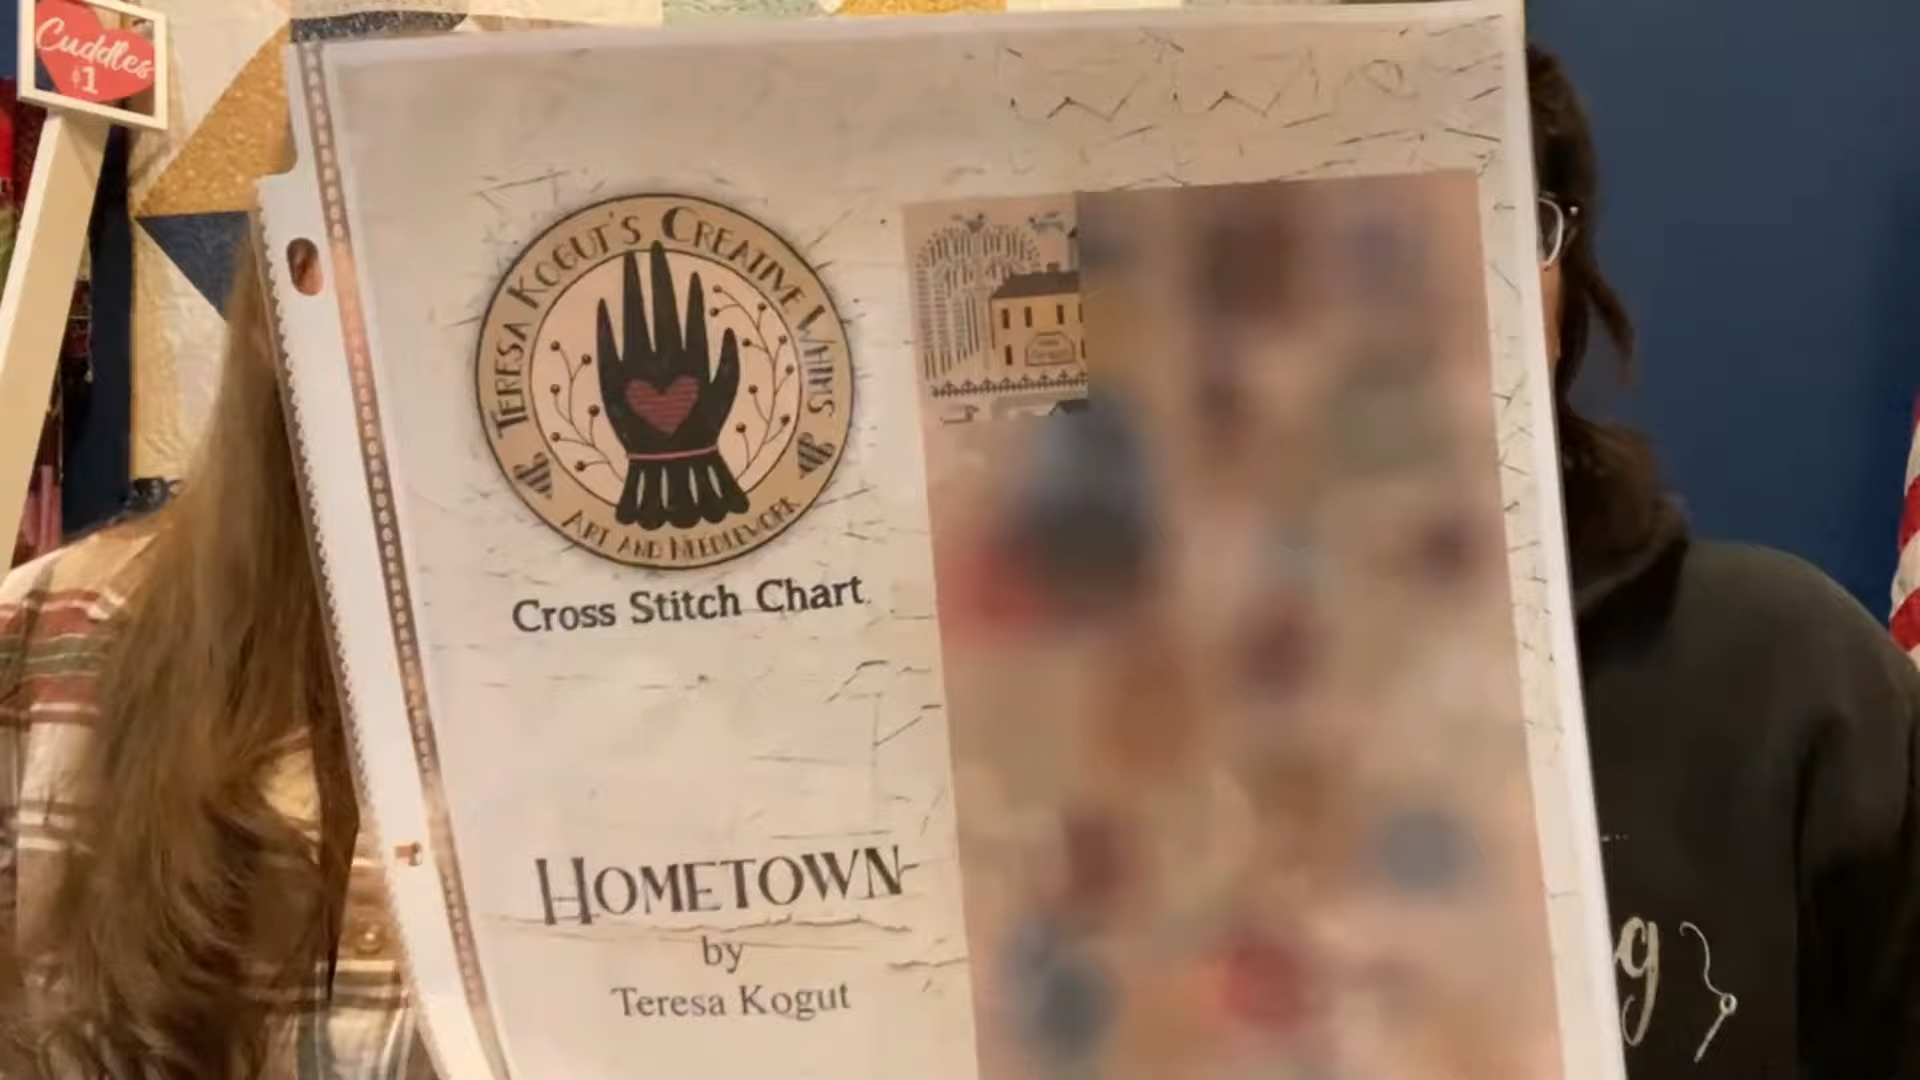 Cuddles
$1
TERESA KOGUT'S CREATIVE WHIMS
ART AND NEEDLEWORK
Cross Stitch Chart
HOMETOWN
by
Teresa Kogut
g